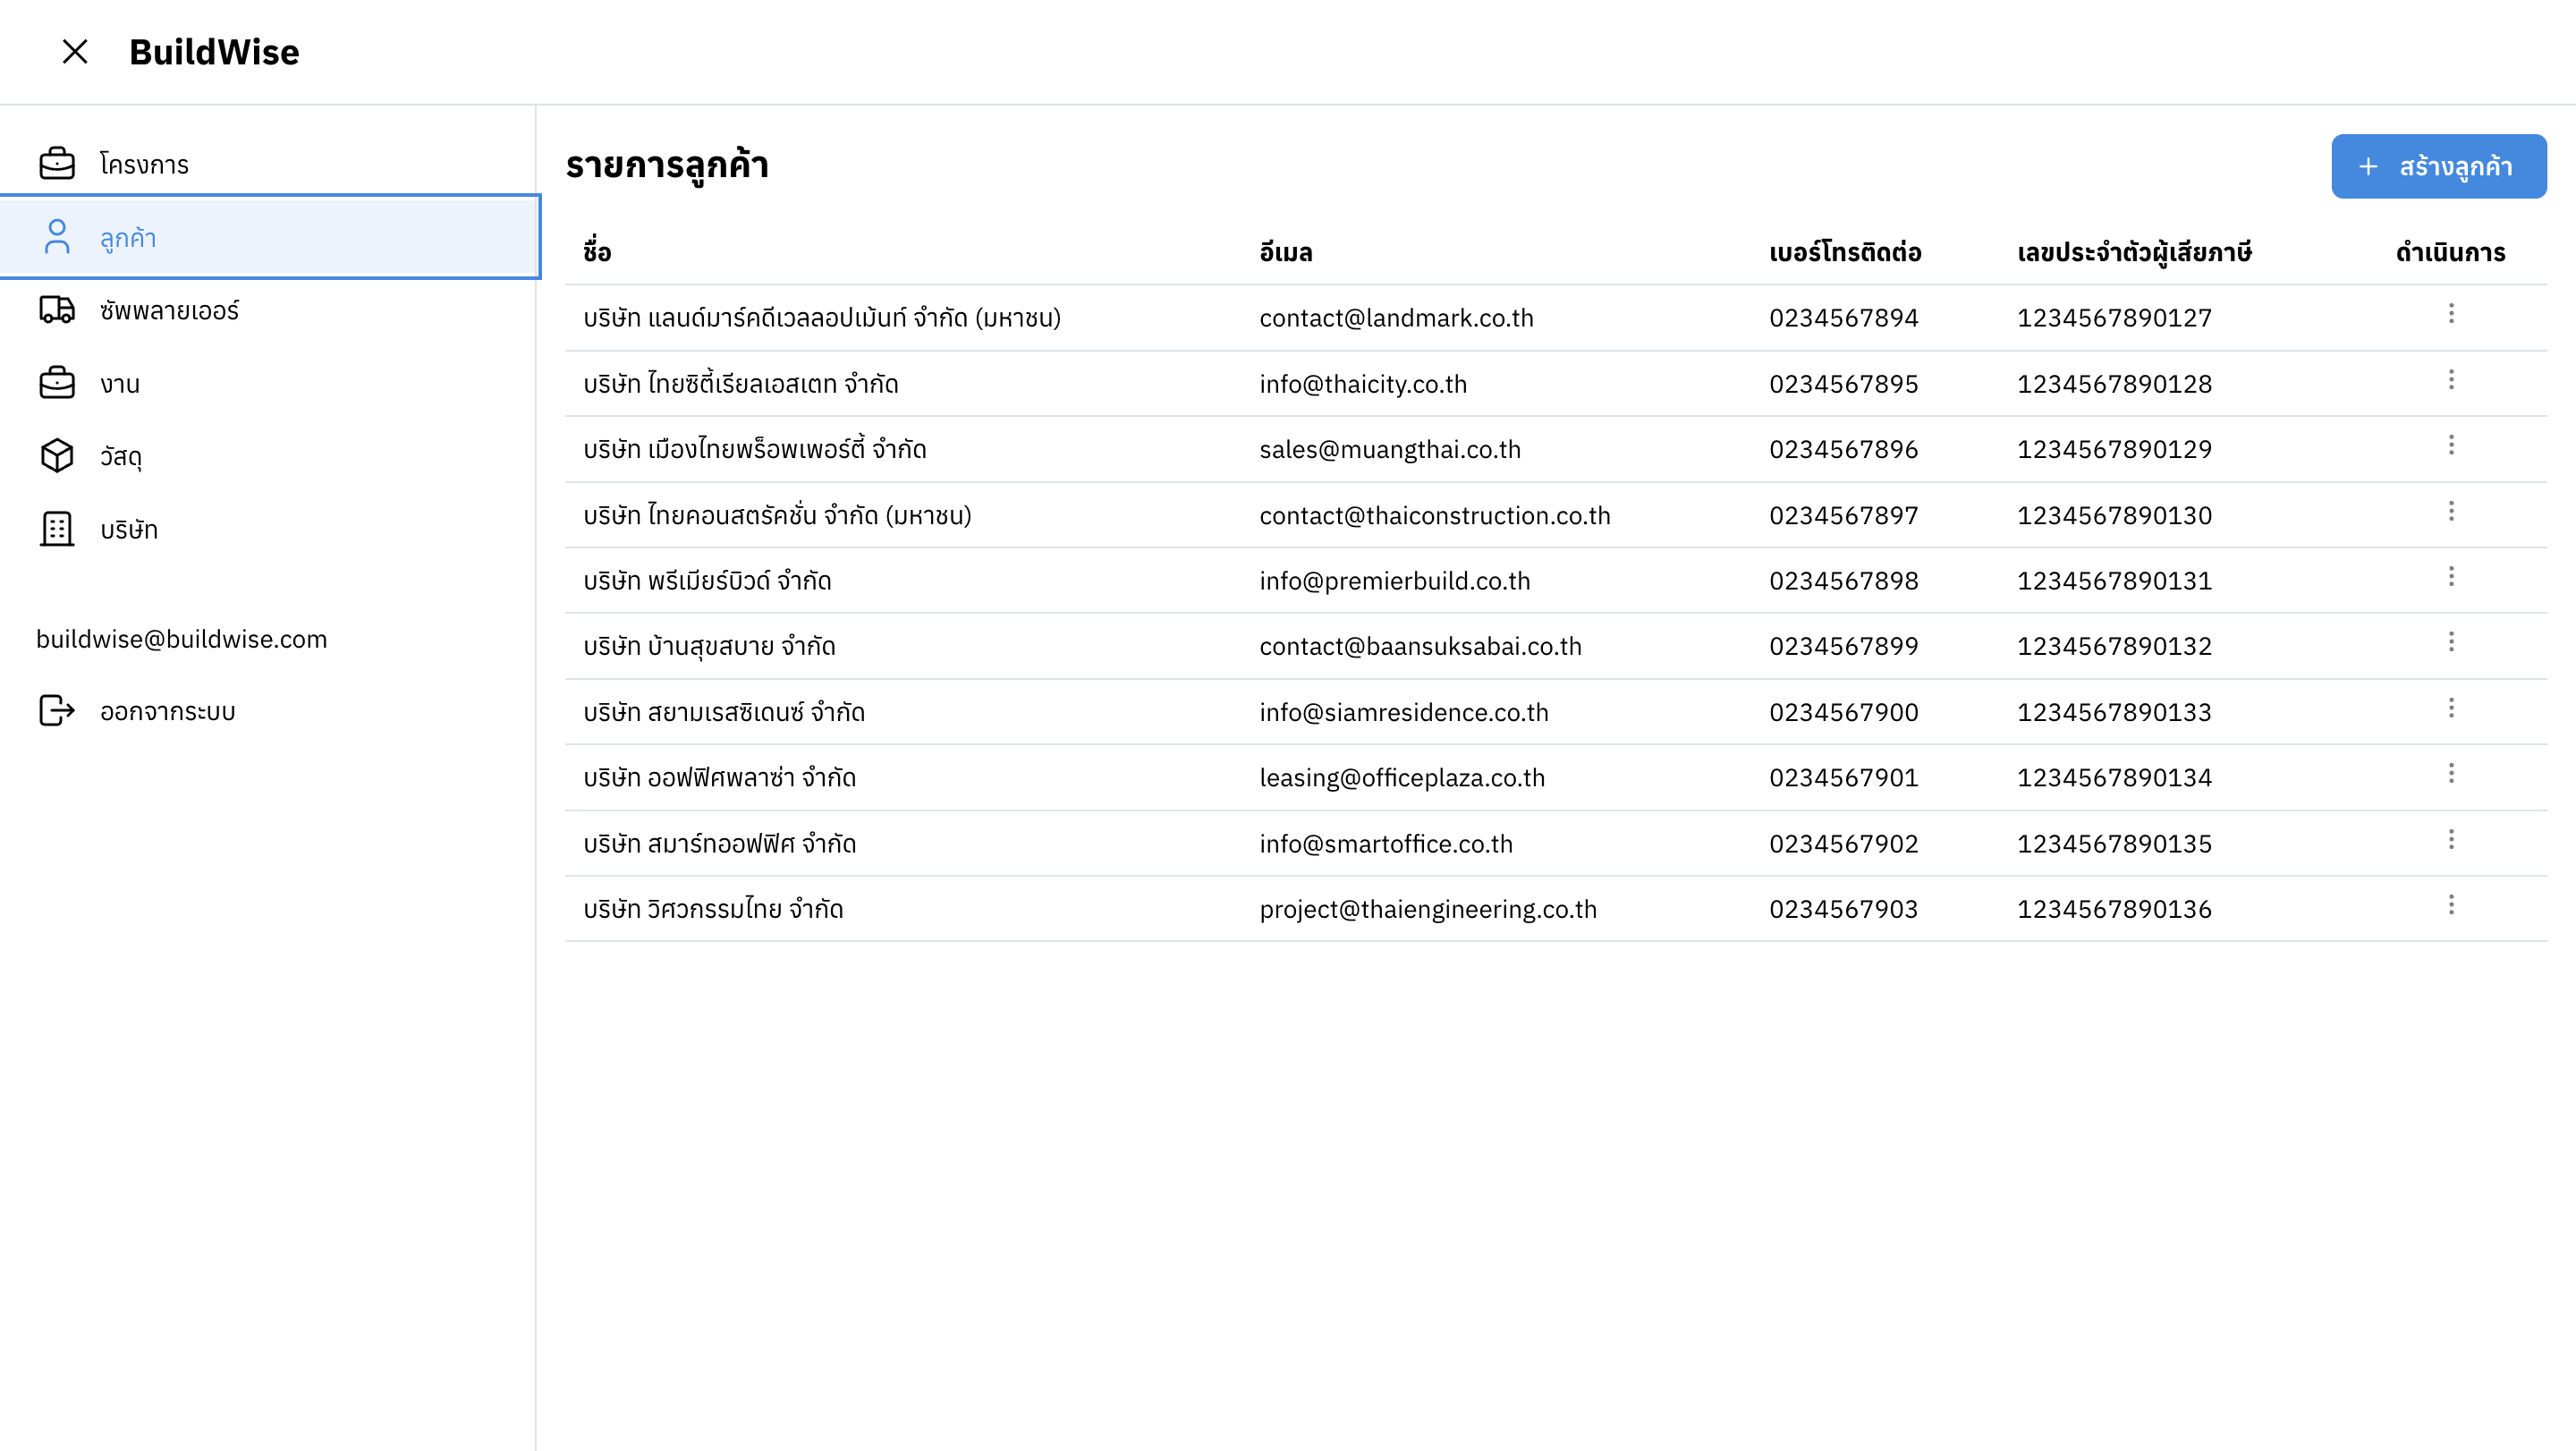 BuildWise
โครงการ
ลูกค้า
ซัพพลายเออร์
งาน
วัสดุ
บริษัท
buildwise@buildwise.com
ออกจากระบบ
รายการลูกค้า
+ สร้างลูกค้า
ชื่อ อีเมล เบอร์โทรติดต่อ เลขประจำตัวผู้เสียภาษี ดำเนินการ
บริษัท แลนด์มาร์คดีเวลลอปเม้นท์ จำกัด (มหาชน) contact@landmark.co.th 0234567894 1234567890127
บริษัท ไทยซิตี้เรียลเอสเตท จำกัด info@thaicity.co.th 0234567895 1234567890128
บริษัท เมืองไทยพร็อพเพอร์ตี้ จำกัด sales@muangthai.co.th 0234567896 1234567890129
บริษัท ไทยคอนสตรัคชั่น จำกัด (มหาชน) contact@thaiconstruction.co.th 0234567897 1234567890130
บริษัท พรีเมียร์บิวด์ จำกัด info@premierbuild.co.th 0234567898 1234567890131
บริษัท บ้านสุขสบาย จำกัด contact@baansuksabai.co.th 0234567899 1234567890132
บริษัท สยามเรสซิเดนซ์ จำกัด info@siamresidence.co.th 0234567900 1234567890133
บริษัท ออฟฟิศพลาซ่า จำกัด leasing@officeplaza.co.th 0234567901 1234567890134
บริษัท สมาร์ทออฟฟิศ จำกัด info@smartoffice.co.th 0234567902 1234567890135
บริษัท วิศวกรรมไทย จำกัด project@thaiengineering.co.th 0234567903 1234567890136